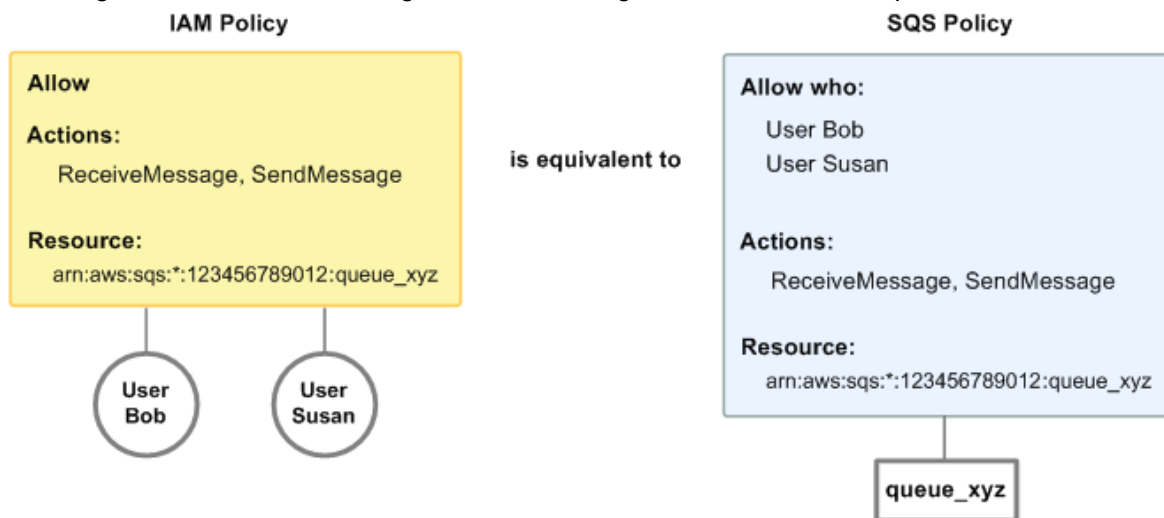 IAM Policy
Allow
Actions:
ReceiveMessage, SendMessage
Resource:
arn:aws:sqs:*:123456789012:queue_xyz
User
Bob
User
Susan
is equivalent to
SQS Policy
Allow who:
User Bob
User Susan
Actions:
ReceiveMessage, SendMessage
Resource:
arn:aws:sqs:*:123456789012:queue_xyz
queue_xyz